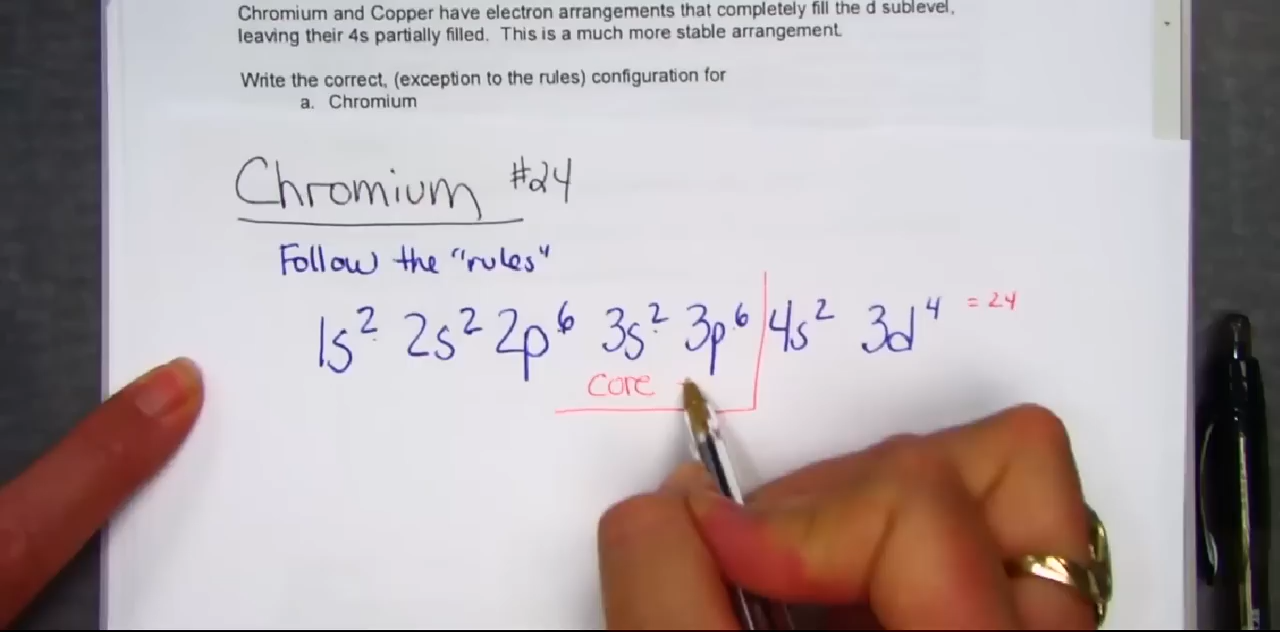 Chromium and Copper have electron arrangements that completely fill the d sublevel,
leaving their 4s partially filled. This is a much more stable arrangement.
Write the correct, (exception to the rules) configuration for
a. Chromium
Chromium #24
Follow the "rules"
1s² 2s² 2p⁶ 3s² 3p⁶ 4s² 3d⁴ = 24
core